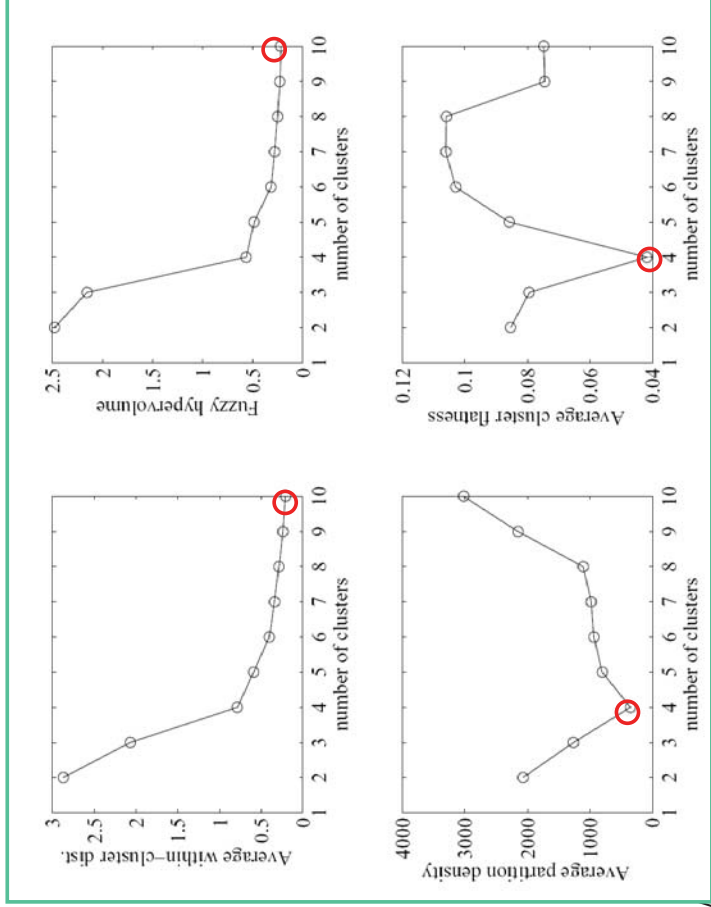 Average within−cluster dist.
3
2.5
2
1.5
1
0.5
0
1 2 3 4 5 6 7 8 9 10
number of clusters
Fuzzy hypervolume
2.5
2
1.5
1
0.5
0
1 2 3 4 5 6 7 8 9 10
number of clusters
Average partition density
4000
3000
2000
1000
0
1 2 3 4 5 6 7 8 9 10
number of clusters
Average cluster flatness
0.12
0.1
0.08
0.06
0.04
1 2 3 4 5 6 7 8 9 10
number of clusters